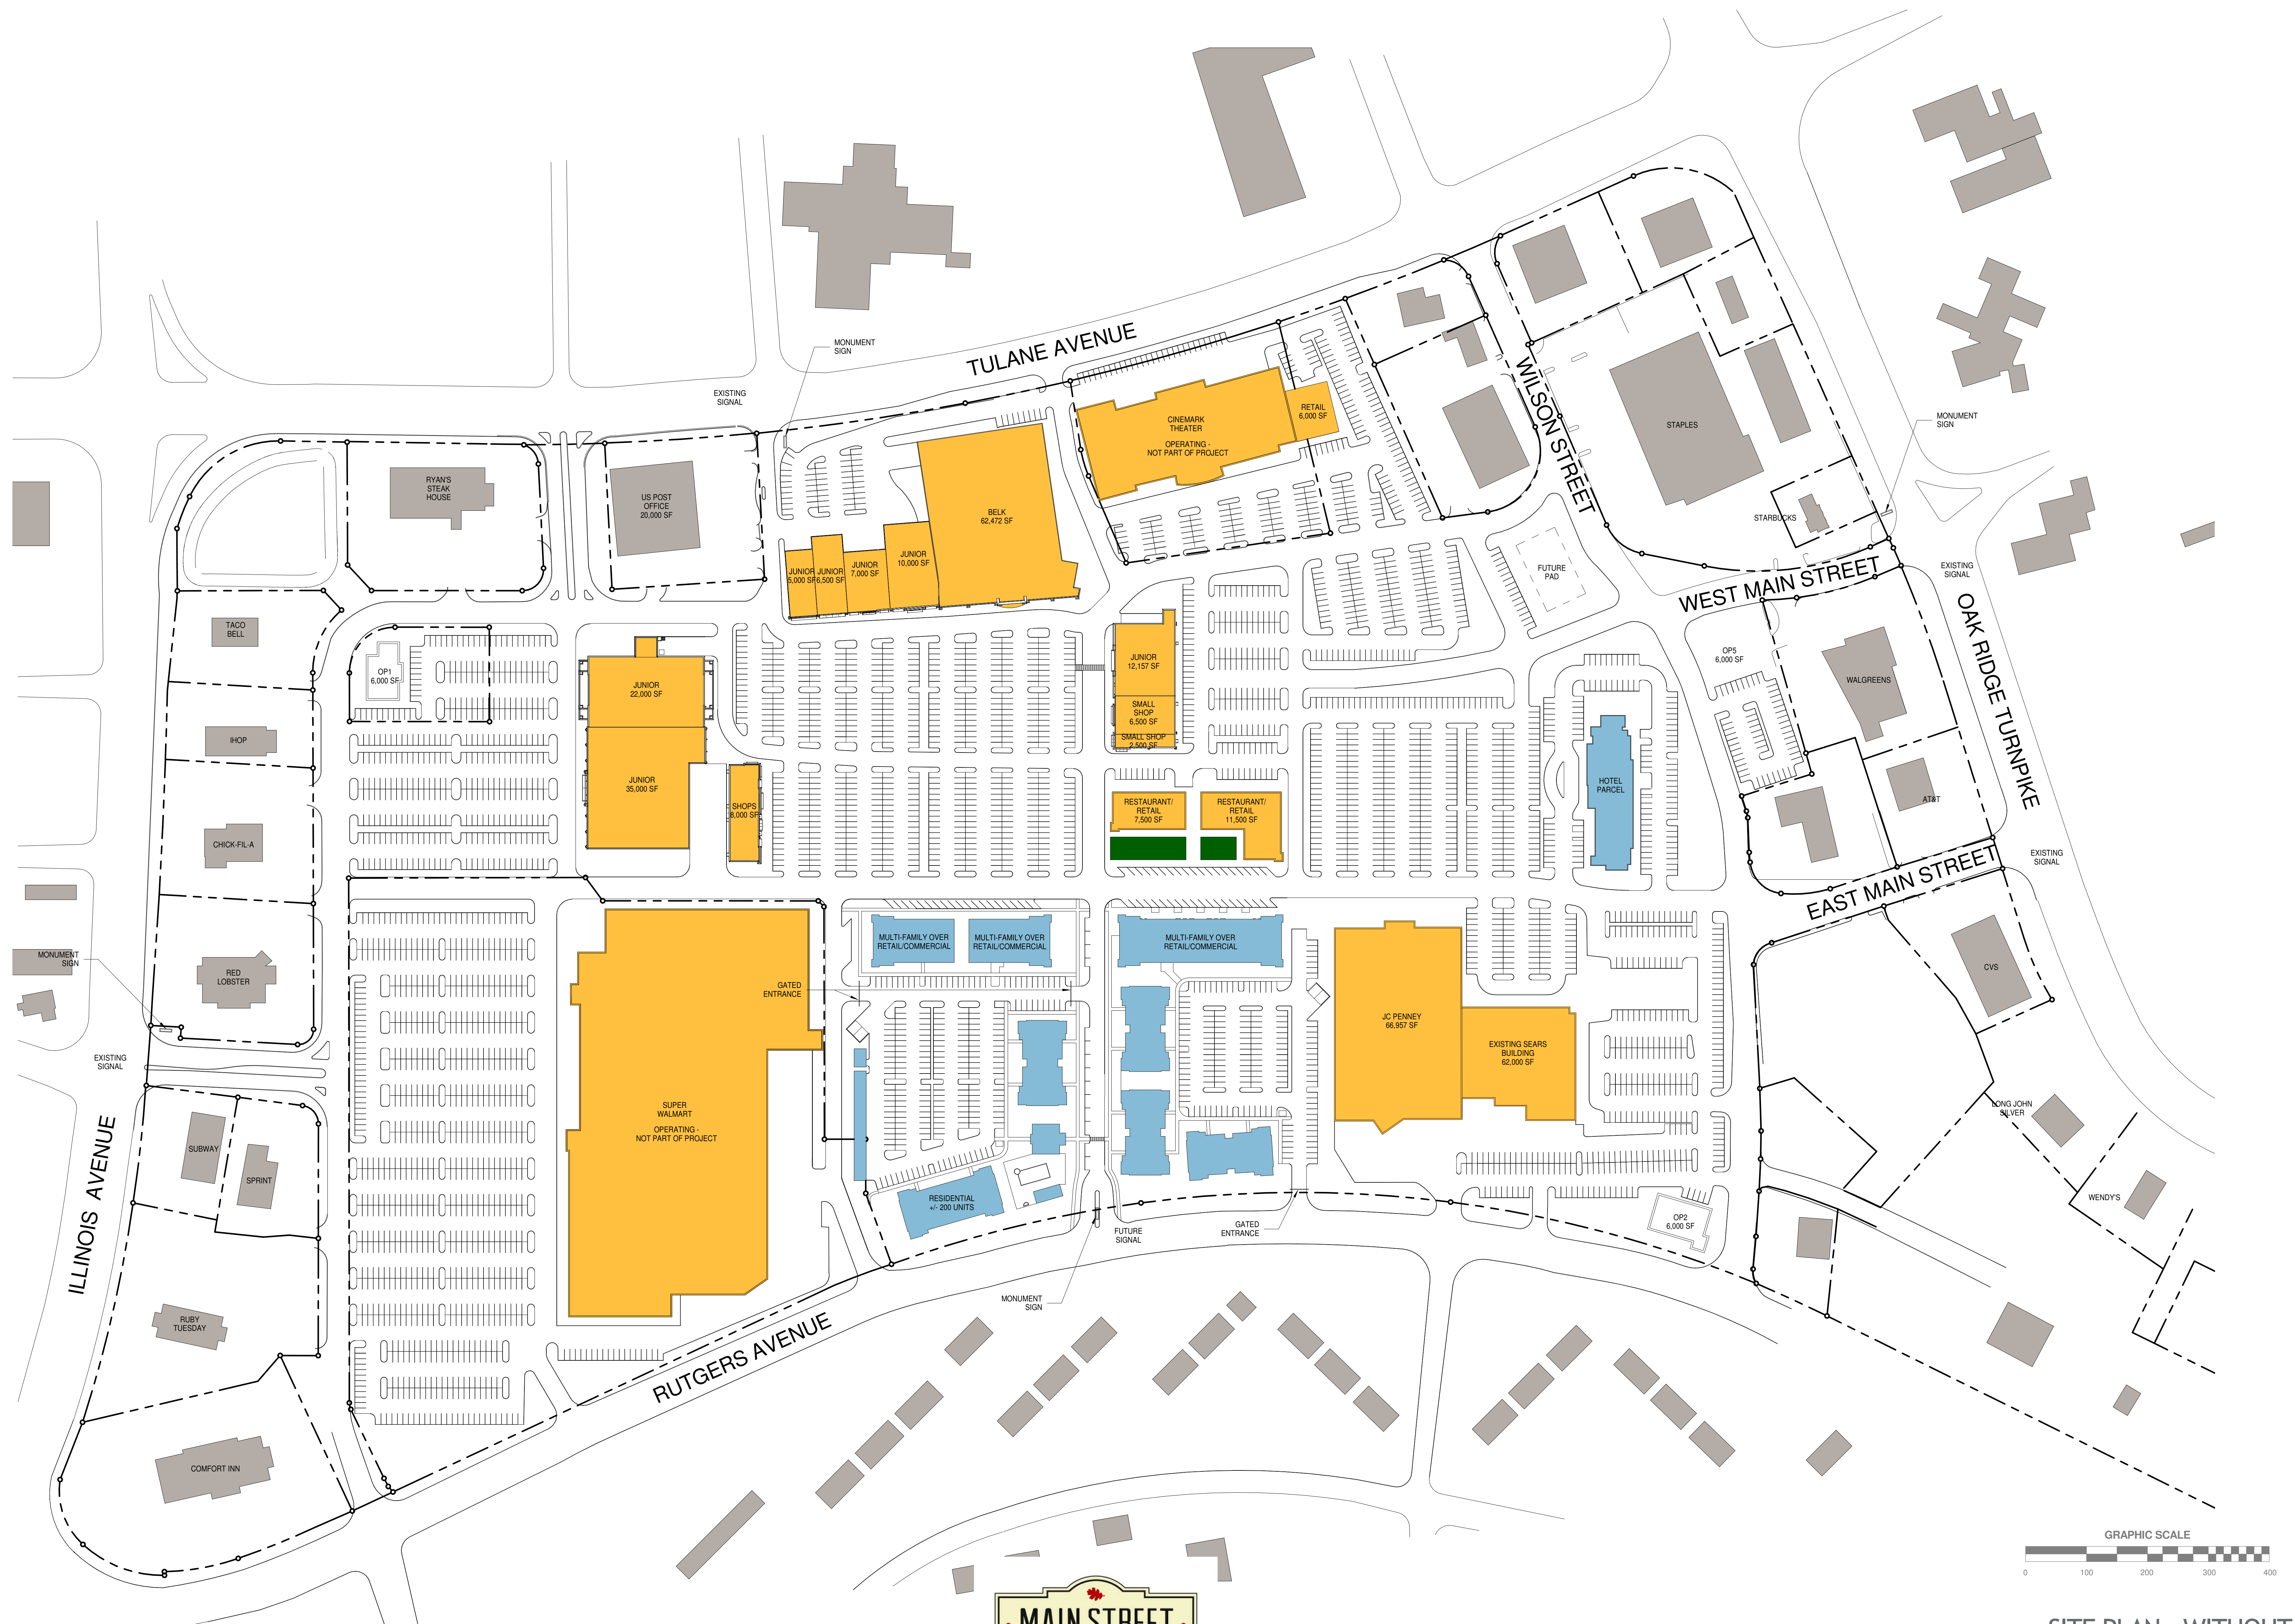 MONUMENT
SIGN
TULANE AVENUE
EXISTING
SIGNAL
WILSON STREET
CINEMARK
THEATER
OPERATING -
NOT PART OF PROJECT
RETAIL
6,000 SF
STAPLES
MONUMENT
SIGN
RYAN'S
STEAK
HOUSE
US POST
OFFICE
20,000 SF
BELK
62,472 SF
STARBUCKS
JUNIOR
5,000 SF
JUNIOR
6,500 SF
JUNIOR
7,000 SF
JUNIOR
10,000 SF
FUTURE
PAD
WEST MAIN STREET
EXISTING
SIGNAL
OAK RIDGE TURNPIKE
TACO
BELL
OP1
6,000 SF
JUNIOR
22,000 SF
JUNIOR
12,157 SF
SMALL
SHOP
6,500 SF
SMALL SHOP
2,500 SF
OP5
6,000 SF
WALGREENS
IHOP
JUNIOR
35,000 SF
SHOPS
8,000 SF
RESTAURANT/
RETAIL
7,500 SF
RESTAURANT/
RETAIL
11,500 SF
HOTEL
PARCEL
AT&T
CHICK-FIL-A
EXISTING
SIGNAL
EAST MAIN STREET
MULTI-FAMILY OVER
RETAIL/COMMERCIAL
MULTI-FAMILY OVER
RETAIL/COMMERCIAL
MULTI-FAMILY OVER
RETAIL/COMMERCIAL
MONUMENT
SIGN
RED
LOBSTER
GATED
ENTRANCE
CVS
JC PENNEY
66,957 SF
EXISTING SEARS
BUILDING
62,000 SF
EXISTING
SIGNAL
SUPER
WALMART
OPERATING -
NOT PART OF PROJECT
LONG JOHN
SILVER
ILLINOIS AVENUE
SUBWAY
SPRINT
RESIDENTIAL
+/- 200 UNITS
WENDY'S
FUTURE
SIGNAL
GATED
ENTRANCE
OP2
6,000 SF
MONUMENT
SIGN
RUBY
TUESDAY
RUTGERS AVENUE
COMFORT INN
GRAPHIC SCALE
0 100 200 300 400
MAIN STREET
SITE PLAN - WITHOUT